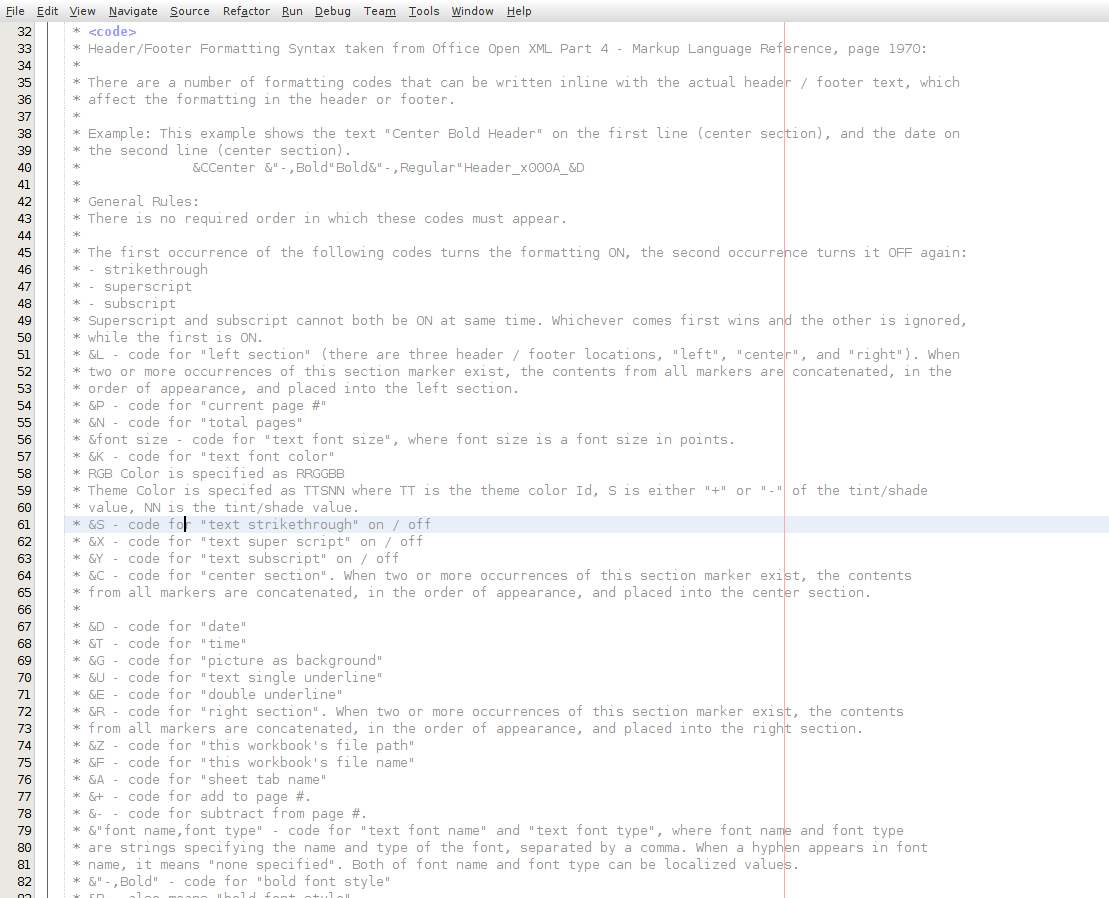 File Edit View Navigate Source Refactor Run Debug Team Tools Window Help
32 * <code>
33 * Header/Footer Formatting Syntax taken from Office Open XML Part 4 - Markup Language Reference, page 1970:
34 *
35 * There are a number of formatting codes that can be written inline with the actual header / footer text, which
36 * affect the formatting in the header or footer.
37 *
38 * Example: This example shows the text "Center Bold Header" on the first line (center section), and the date on
39 * the second line (center section).
40 * &CCenter &"-,Bold"Bold&"-,Regular"Header_x000A_&D
41 *
42 * General Rules:
43 * There is no required order in which these codes must appear.
44 *
45 * The first occurrence of the following codes turns the formatting ON, the second occurrence turns it OFF again:
46 * - strikethrough
47 * - superscript
48 * - subscript
49 * Superscript and subscript cannot both be ON at same time. Whichever comes first wins and the other is ignored,
50 * while the first is ON.
51 * &L - code for "left section" (there are three header / footer locations, "left", "center", and "right"). When
52 * two or more occurrences of this section marker exist, the contents from all markers are concatenated, in the
53 * order of appearance, and placed into the left section.
54 * &P - code for "current page #"
55 * &N - code for "total pages"
56 * &font size - code for "text font size", where font size is a font size in points.
57 * &K - code for "text font color"
58 * RGB Color is specified as RRGGBB
59 * Theme Color is specifed as TTSNN where TT is the theme color Id, S is either "+" or "-" of the tint/shade
60 * value, NN is the tint/shade value.
61 * &S - code for "text strikethrough" on / off
62 * &X - code for "text super script" on / off
63 * &Y - code for "text subscript" on / off
64 * &C - code for "center section". When two or more occurrences of this section marker exist, the contents
65 * from all markers are concatenated, in the order of appearance, and placed into the center section.
66 *
67 * &D - code for "date"
68 * &T - code for "time"
69 * &G - code for "picture as background"
70 * &U - code for "text single underline"
71 * &E - code for "double underline"
72 * &R - code for "right section". When two or more occurrences of this section marker exist, the contents
73 * from all markers are concatenated, in the order of appearance, and placed into the right section.
74 * &Z - code for "this workbook's file path"
75 * &F - code for "this workbook's file name"
76 * &A - code for "sheet tab name"
77 * &+ - code for add to page #.
78 * &- - code for subtract from page #.
79 * &"font name,font type" - code for "text font name" and "text font type", where font name and font type
80 * are strings specifying the name and type of the font, separated by a comma. When a hyphen appears in font
81 * name, it means "none specified". Both of font name and font type can be localized values.
82 * &"-,Bold" - code for "bold font style"